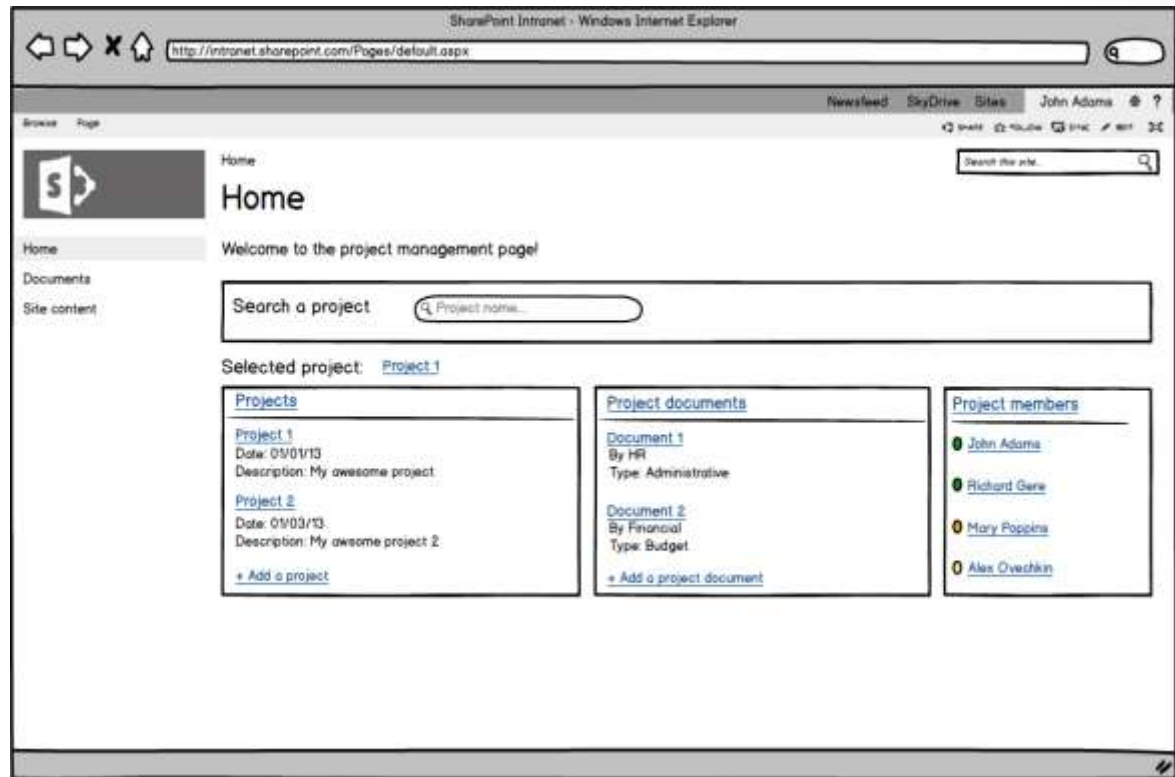 SharePoint Intranet - Windows Internet Explorer
http://intranet.sharepoint.com/Pages/default.aspx
Newsfeed SkyDrive Sites John Adams ?
Browse Page
SHARE FOLLOW SYNC EDIT
S
Home
Search this site...
Home
Home
Documents
Site content
Welcome to the project management page!
Search a project
Project name...
Selected project: Project 1
Projects
Project 1
Date: 01/01/13
Description: My awesome project
Project 2
Date: 01/03/13
Description: My awsome project 2
+ Add a project
Project documents
Document 1
By HR
Type: Administrative
Document 2
By Financial
Type: Budget
+ Add a project document
Project members
John Adams
Richard Gere
Mary Poppins
Alex Ovechkin